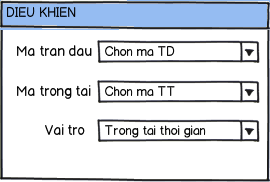 DIEU KHIEN
Ma tran dau Chon ma TD
Ma trong tai Chon ma TT
Vai tro Trong tai thoi gian